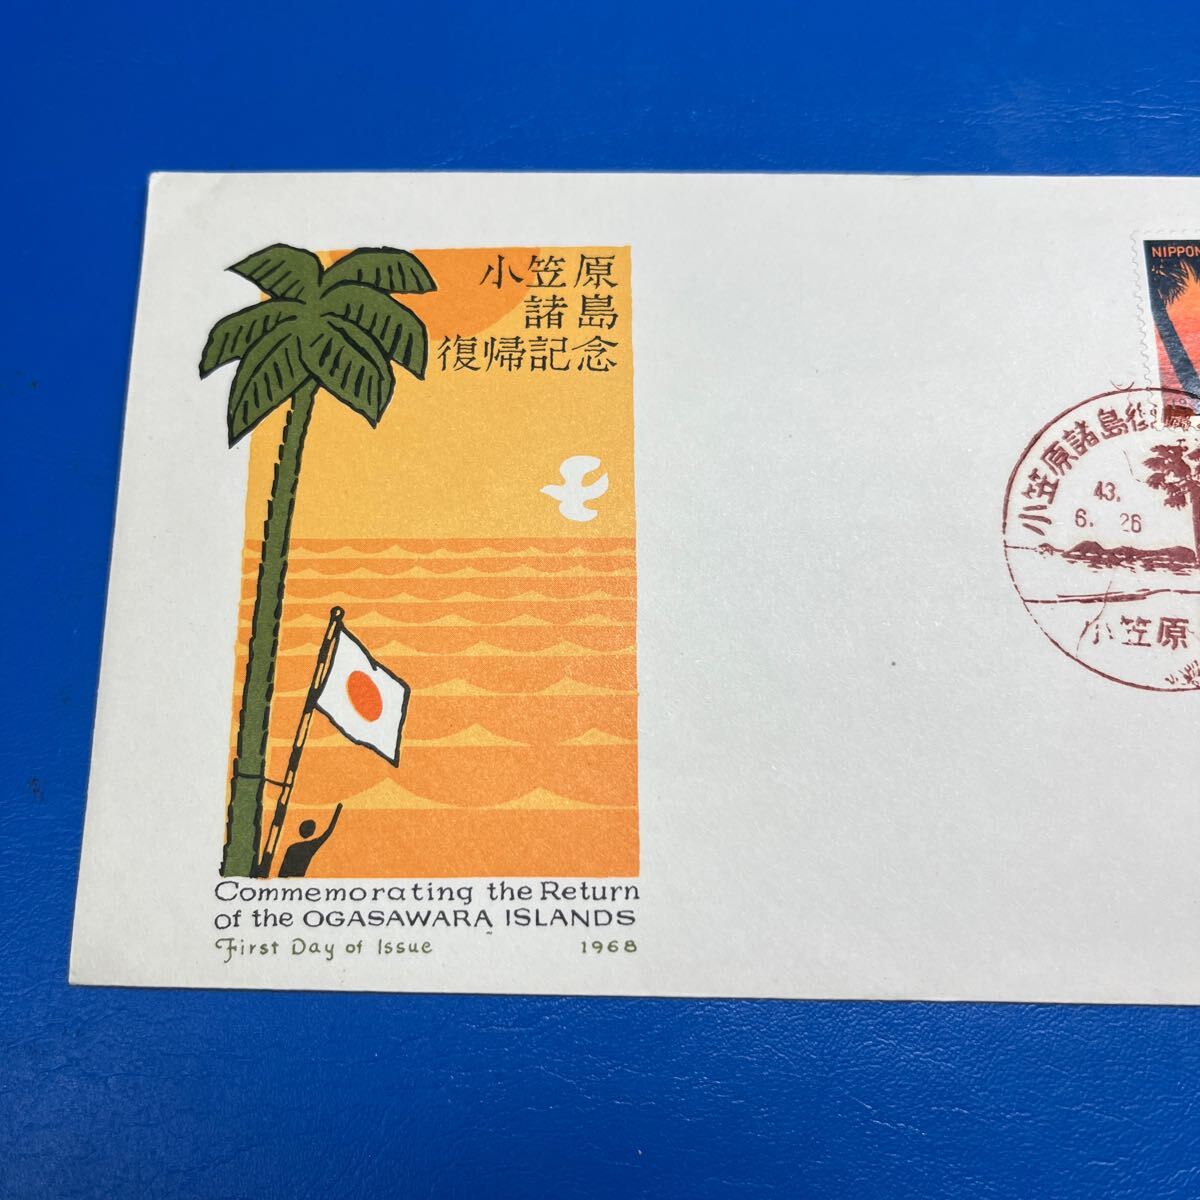 小笠原
諸島
復帰記念
Commemorating the Return
of the OGASAWARA ISLANDS
First Day of Issue 1968
NIPPON
小笠原諸島復帰
43.
6. 26
小笠原